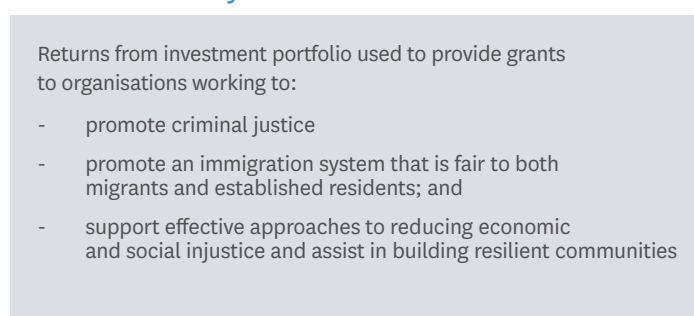 Returns from investment portfolio used to provide grants
to organisations working to:
- promote criminal justice
- promote an immigration system that is fair to both
migrants and established residents; and
- support effective approaches to reducing economic
and social injustice and assist in building resilient communities